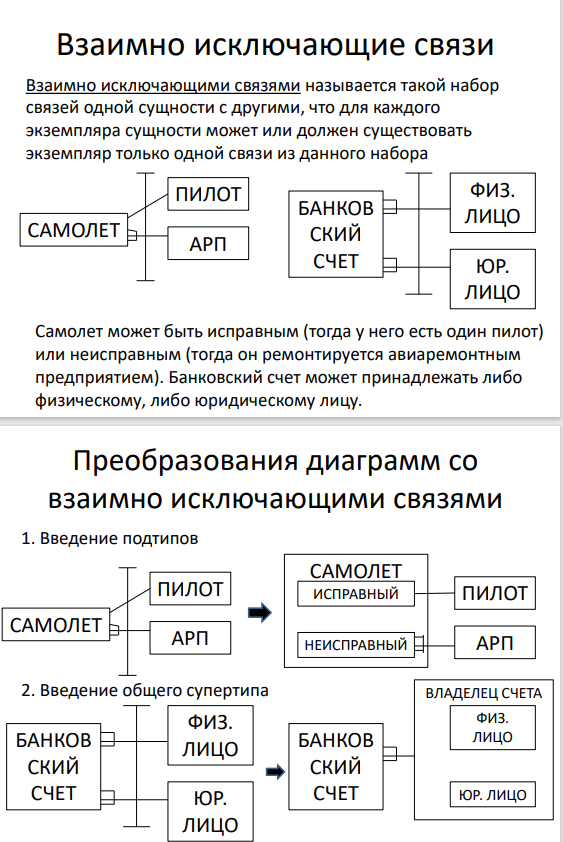 Взаимно исключающие связи
Взаимно исключающими связями называется такой набор
связей одной сущности с другими, что для каждого
экземпляра сущности может или должен существовать
экземпляр только одной связи из данного набора
САМОЛЕТ
ПИЛОТ
АРП
БАНКОВ
СКИЙ
СЧЕТ
ФИЗ.
ЛИЦО
ЮР.
ЛИЦО
Самолет может быть исправным (тогда у него есть один пилот)
или неисправным (тогда он ремонтируется авиаремонтным
предприятием). Банковский счет может принадлежать либо
физическому, либо юридическому лицу.
Преобразования диаграмм со
взаимно исключающими связями
1. Введение подтипов
САМОЛЕТ
ПИЛОТ
АРП
САМОЛЕТ
ИСПРАВНЫЙ
НЕИСПРАВНЫЙ
ПИЛОТ
АРП
2. Введение общего супертипа
БАНКОВ
СКИЙ
СЧЕТ
ФИЗ.
ЛИЦО
ЮР.
ЛИЦО
БАНКОВ
СКИЙ
СЧЕТ
ВЛАДЕЛЕЦ СЧЕТА
ФИЗ.
ЛИЦО
ЮР. ЛИЦО